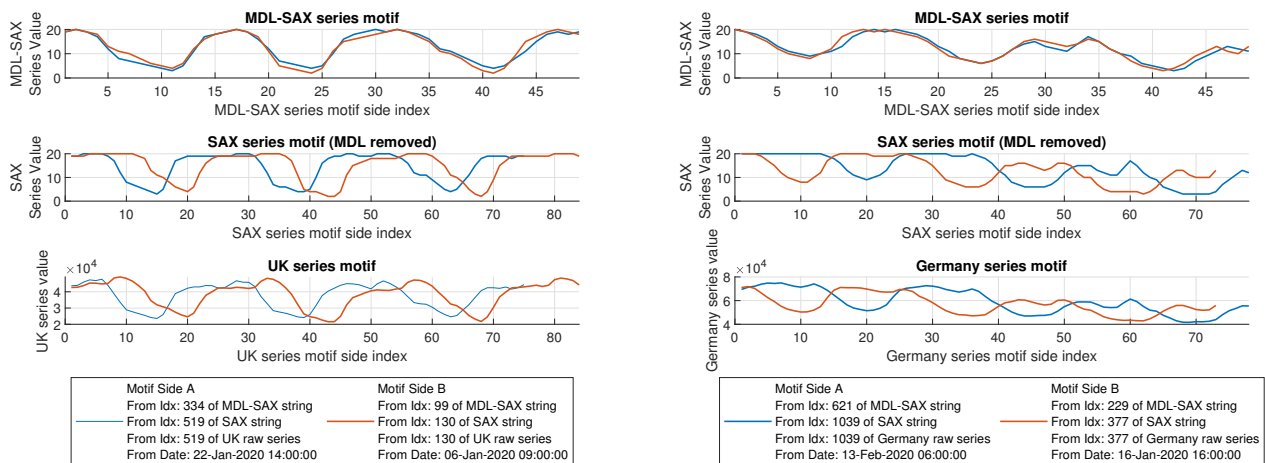 MDL-SAX series motif
MDL-SAX
Series Value
20
10
0
5 10 15 20 25 30 35 40 45
MDL-SAX series motif side index
SAX series motif (MDL removed)
SAX
Series Value
20
10
0
0 10 20 30 40 50 60 70 80
SAX series motif side index
UK series motif
UK series value
×10⁴
4
2
0 10 20 30 40 50 60 70 80
UK series motif side index
Motif Side A
From Idx: 334 of MDL-SAX string
From Idx: 519 of SAX string
From Idx: 519 of UK raw series
From Date: 22-Jan-2020 14:00:00
Motif Side B
From Idx: 99 of MDL-SAX string
From Idx: 130 of SAX string
From Idx: 130 of UK raw series
From Date: 06-Jan-2020 09:00:00
MDL-SAX series motif
MDL-SAX
Series Value
20
10
0
5 10 15 20 25 30 35 40 45
MDL-SAX series motif side index
SAX series motif (MDL removed)
SAX
Series Value
20
10
0
0 10 20 30 40 50 60 70
SAX series motif side index
Germany series motif
Germany series value
×10⁴
8
6
4
0 10 20 30 40 50 60 70
Germany series motif side index
Motif Side A
From Idx: 621 of MDL-SAX string
From Idx: 1039 of SAX string
From Idx: 1039 of Germany raw series
From Date: 13-Feb-2020 06:00:00
Motif Side B
From Idx: 229 of MDL-SAX string
From Idx: 377 of SAX string
From Idx: 377 of Germany raw series
From Date: 16-Jan-2020 16:00:00